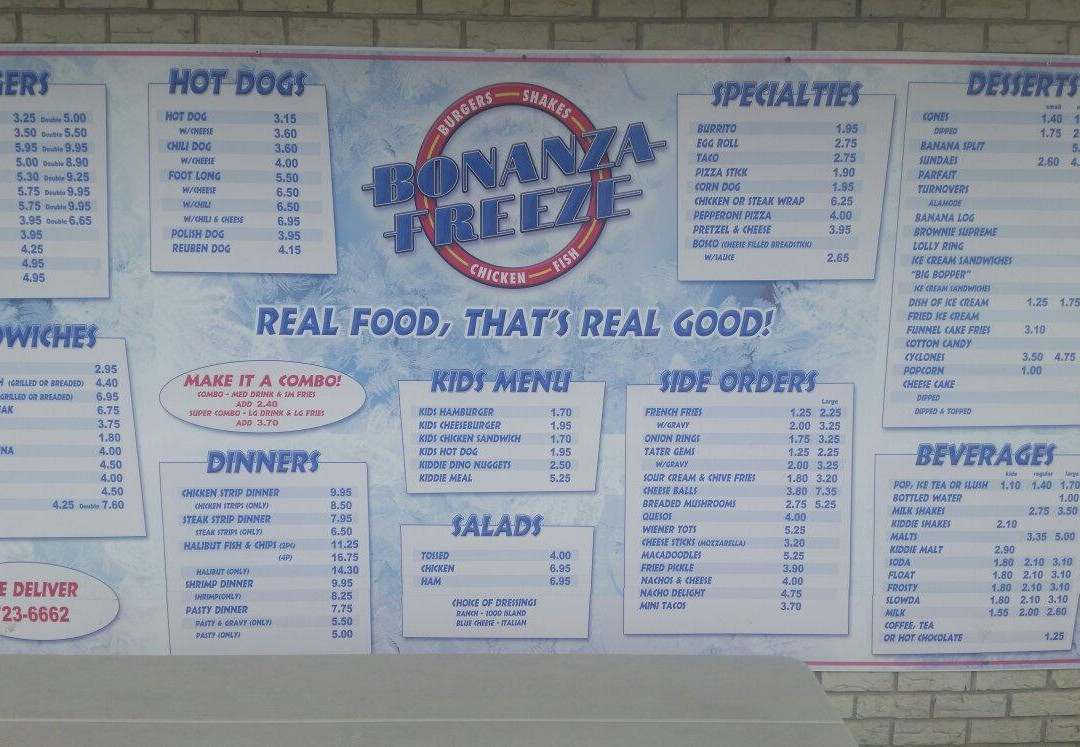 GERS
3.25 Double 5.00
3.50 Double 5.50
5.95 Double 9.95
5.00 Double 8.90
5.30 Double 9.25
5.75 Double 9.95
5.75 Double 9.95
3.95 Double 6.65
3.95
4.25
4.95
4.95
DWICHES
2.95
H (GRILLED OR BREADED) 4.40
GRILLED OR BREADED) 6.95
EAK 6.75
3.75
1.80
NA 4.00
4.50
4.00
4.50
4.25 Double 7.60
E DELIVER
723-6662
HOT DOGS
HOT DOG 3.15
W/CHEESE 3.60
CHILI DOG 3.60
W/CHEESE 4.00
FOOT LONG 5.50
W/CHEESE 6.50
W/CHILI 6.50
W/CHILI & CHEESE 6.95
POLISH DOG 3.95
REUBEN DOG 4.15
BURGERS SHAKES
BONANZA
FREEZE
CHICKEN FISH
REAL FOOD, THAT'S REAL GOOD!
MAKE IT A COMBO!
COMBO - MED DRINK & SM FRIES
ADD 2.40
SUPER COMBO - LG DRINK & LG FRIES
ADD 3.70
DINNERS
CHICKEN STRIP DINNER 9.95
CHICKEN STRIPS (ONLY) 8.50
STEAK STRIP DINNER 7.95
STEAK STRIPS (ONLY) 6.50
HALIBUT FISH & CHIPS (2PC) 11.25
(4P) 16.75
HALIBUT (ONLY) 14.30
SHRIMP DINNER 9.95
SHRIMP(ONLY) 8.25
PASTY DINNER 7.75
PASTY & GRAVY (ONLY) 5.50
PASTY (ONLY) 5.00
KIDS MENU
KIDS HAMBURGER 1.70
KIDS CHEESEBURGER 1.95
KIDS CHICKEN SANDWICH 1.70
KIDS HOT DOG 1.95
KIDDIE DINO NUGGETS 2.50
KIDDIE MEAL 5.25
SALADS
TOSSED 4.00
CHICKEN 6.95
HAM 6.95
CHOICE OF DRESSINGS
RANCH - 1000 ISLAND
BLUE CHEESE - ITALIAN
SPECIALTIES
BURRITO 1.95
EGG ROLL 2.75
TACO 2.75
PIZZA STICK 1.90
CORN DOG 1.95
CHICKEN OR STEAK WRAP 6.25
PEPPERONI PIZZA 4.00
PRETZEL & CHEESE 3.95
BOSCO (CHEESE FILLED BREADSTICK)
W/SAUCE 2.65
SIDE ORDERS
Large
FRENCH FRIES 1.25 2.25
W/GRAVY 2.00 3.25
ONION RINGS 1.75 3.25
TATER GEMS 1.25 2.25
W/GRAVY 2.00 3.25
SOUR CREAM & CHIVE FRIES 1.80 3.20
CHEESE BALLS 3.80 7.35
BREADED MUSHROOMS 2.75 5.25
QUESOS 4.00
WIENER TOTS 5.25
CHEESE STICKS (MOZZARELLA) 3.20
MACADOODLES 5.25
FRIED PICKLE 3.90
NACHOS & CHEESE 4.00
NACHO DELIGHT 4.75
MINI TACOS 3.70
DESSERTS
small
CONES 1.40 1
DIPPED 1.75 2
BANANA SPLIT 5.
SUNDAES 2.60 4.
PARFAIT
TURNOVERS
ALAMODE
BANANA LOG
BROWNIE SUPREME
LOLLY RING
ICE CREAM SANDWICHES
"BIG BOPPER"
ICE CREAM SANDWICHES
DISH OF ICE CREAM 1.25 1.75
FRIED ICE CREAM
FUNNEL CAKE FRIES 3.10
COTTON CANDY
CYCLONES 3.50 4.75
POPCORN 1.00
CHEESE CAKE
DIPPED
DIPPED & TOPPED
BEVERAGES
kids regular large
POP, ICE TEA OR SLUSH 1.10 1.40 1.70
BOTTLED WATER 1.00
MILK SHAKES 2.75 3.50
KIDDIE SHAKES 2.10
MALTS 3.35 5.00
KIDDIE MALT 2.90
SODA 1.80 2.10 3.10
FLOAT 1.80 2.10 3.10
FROSTY 1.80 2.10 3.10
SLOWDA 1.80 2.10 3.10
MILK 1.55 2.00 2.60
COFFEE, TEA
OR HOT CHOCOLATE 1.25